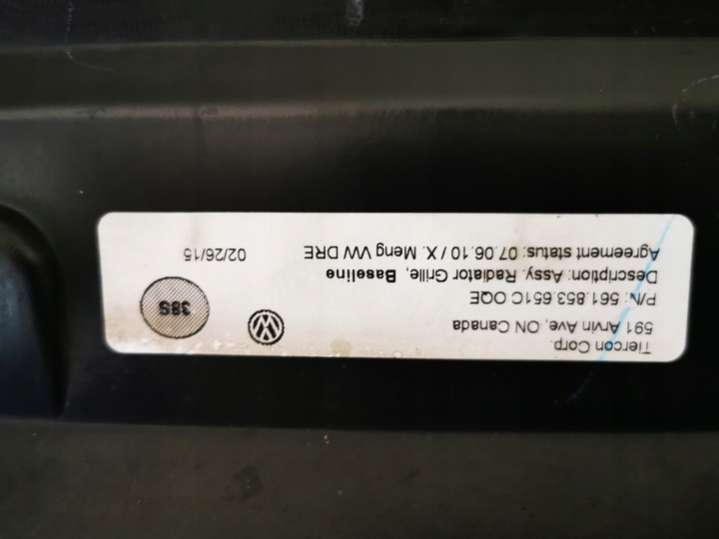 Tiercon Corp.
591 Arvin Ave, ON Canada
P/N: 561.853.651C OQE
Description: Assy. Radiator Grille, Baseline
Agreement status: 07.06.10 / X. Meng VW DRE
02/26/15
38S